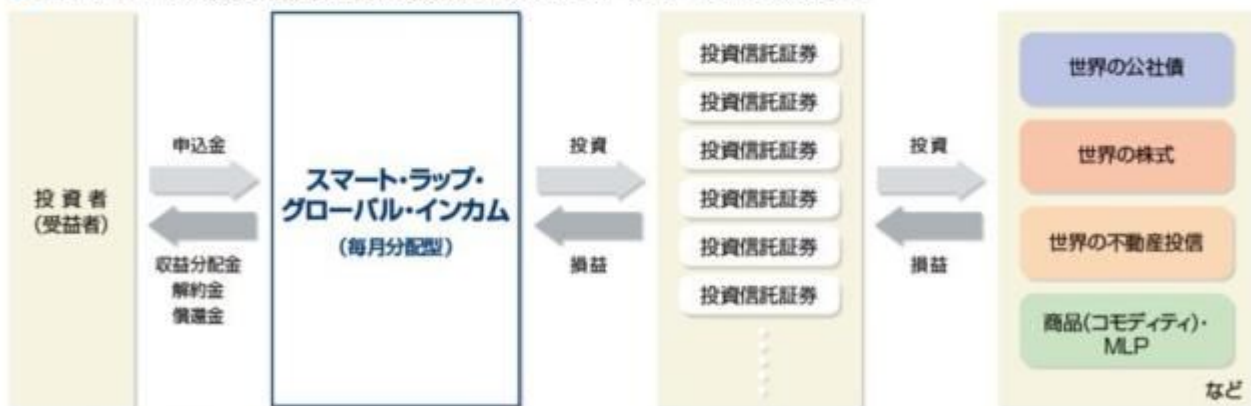 投資者
(受益者)
申込金
収益分配金
解約金
償還金
スマート・ラップ・
グローバル・インカム
(毎月分配型)
投資
損益
投資信託証券
投資信託証券
投資信託証券
投資信託証券
投資信託証券
投資信託証券
投資
損益
世界の公社債
世界の株式
世界の不動産投信
商品(コモディティ)・
MLP
など